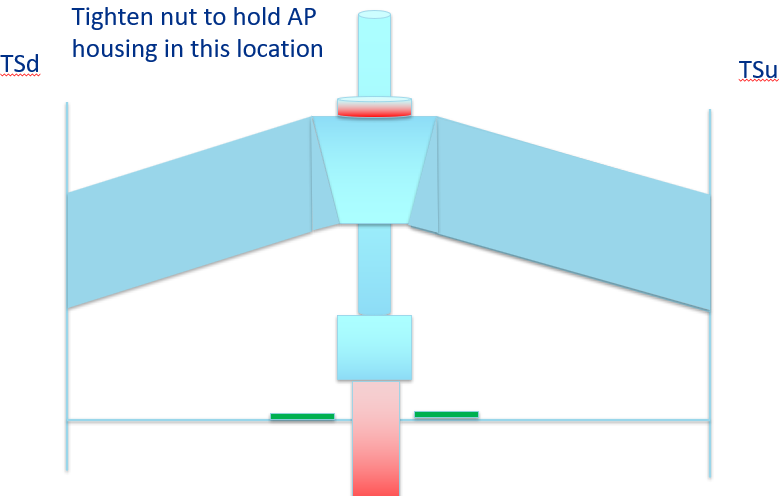 Tighten nut to hold AP
housing in this location
TSd
TSu